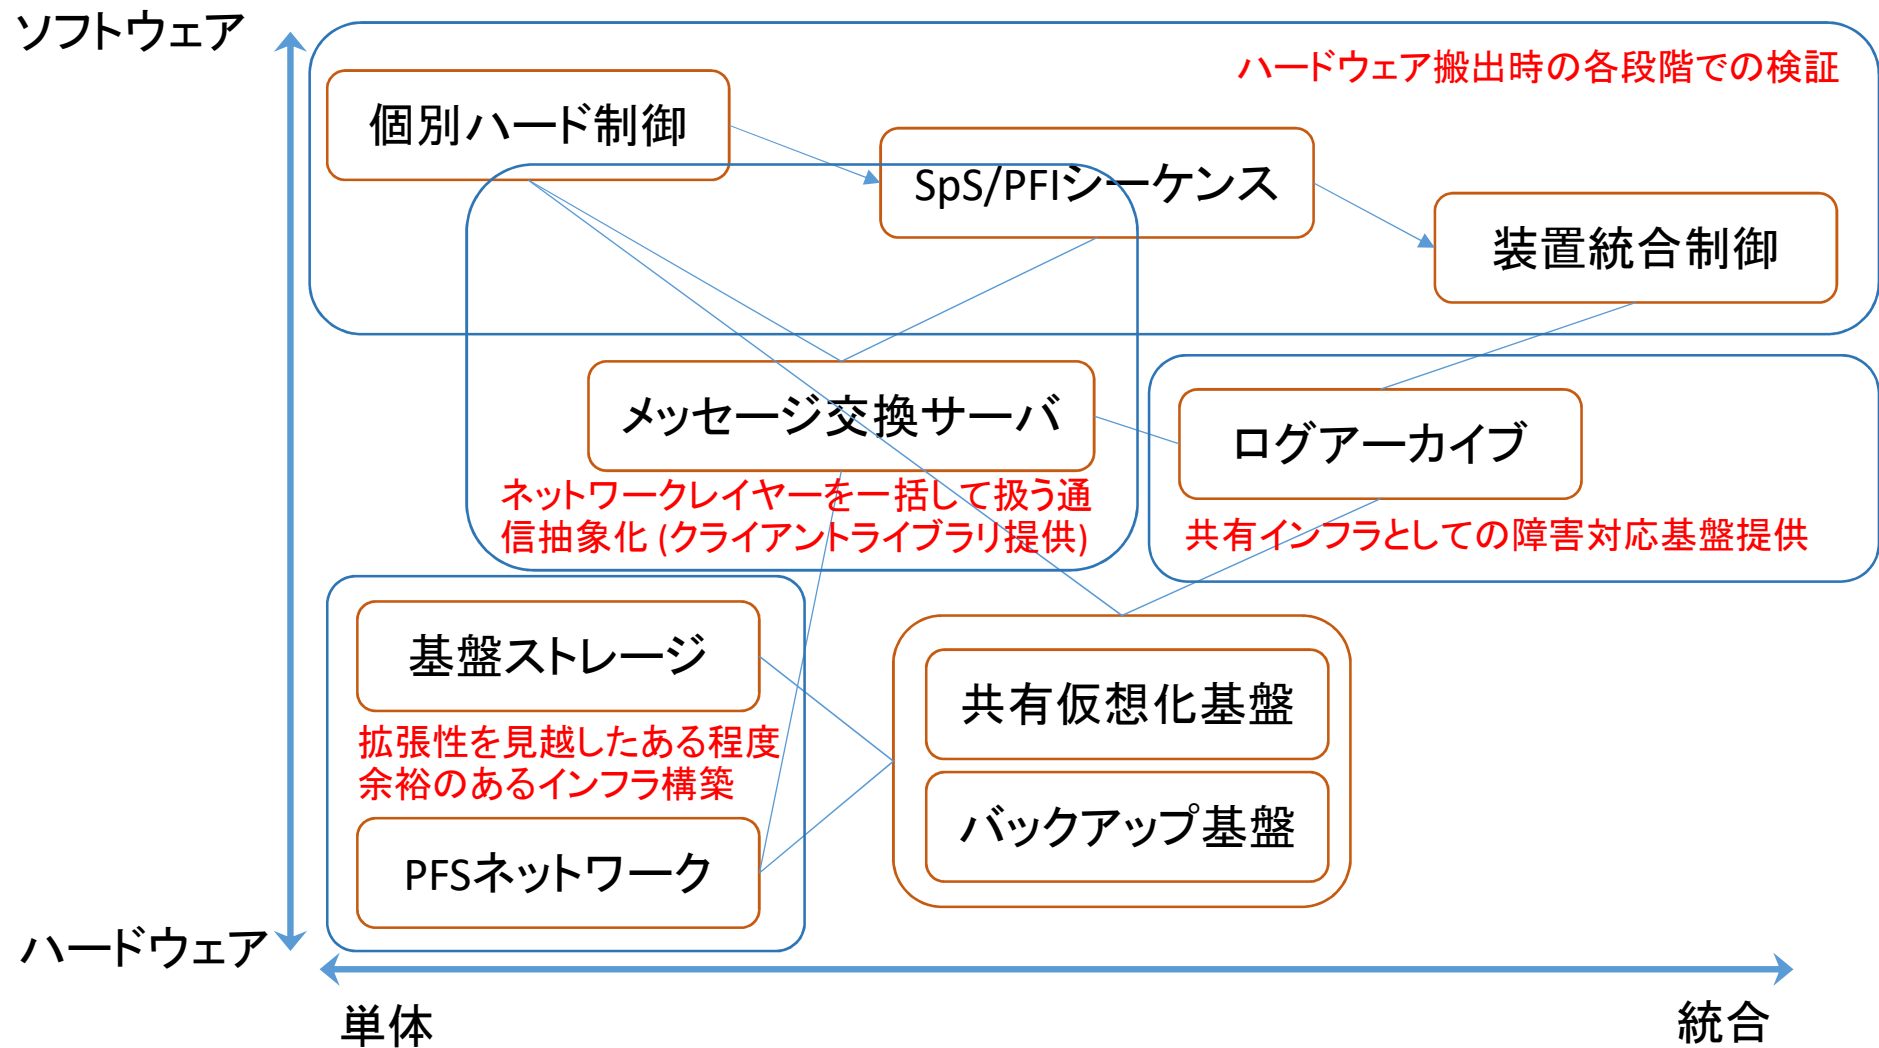 ソフトウェア
ハードウェア搬出時の各段階での検証
個別ハード制御
SpS/PFIシーケンス
装置統合制御
メッセージ交換サーバ
ログアーカイブ
ネットワークレイヤーを一括して扱う通
信抽象化 (クライアントライブラリ提供)
共有インフラとしての障害対応基盤提供
基盤ストレージ
共有仮想化基盤
拡張性を見越したある程度
余裕のあるインフラ構築
バックアップ基盤
PFSネットワーク
ハードウェア
単体
統合